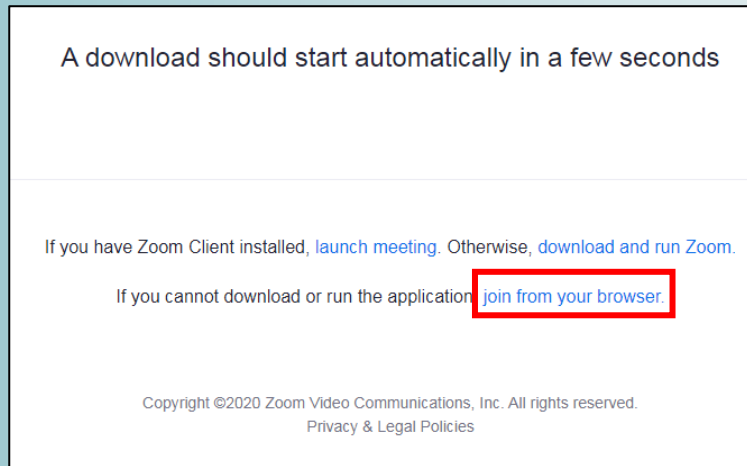 A download should start automatically in a few seconds
If you have Zoom Client installed, launch meeting. Otherwise, download and run Zoom.
If you cannot download or run the application join from your browser.
Copyright ©2020 Zoom Video Communications, Inc. All rights reserved.
Privacy & Legal Policies